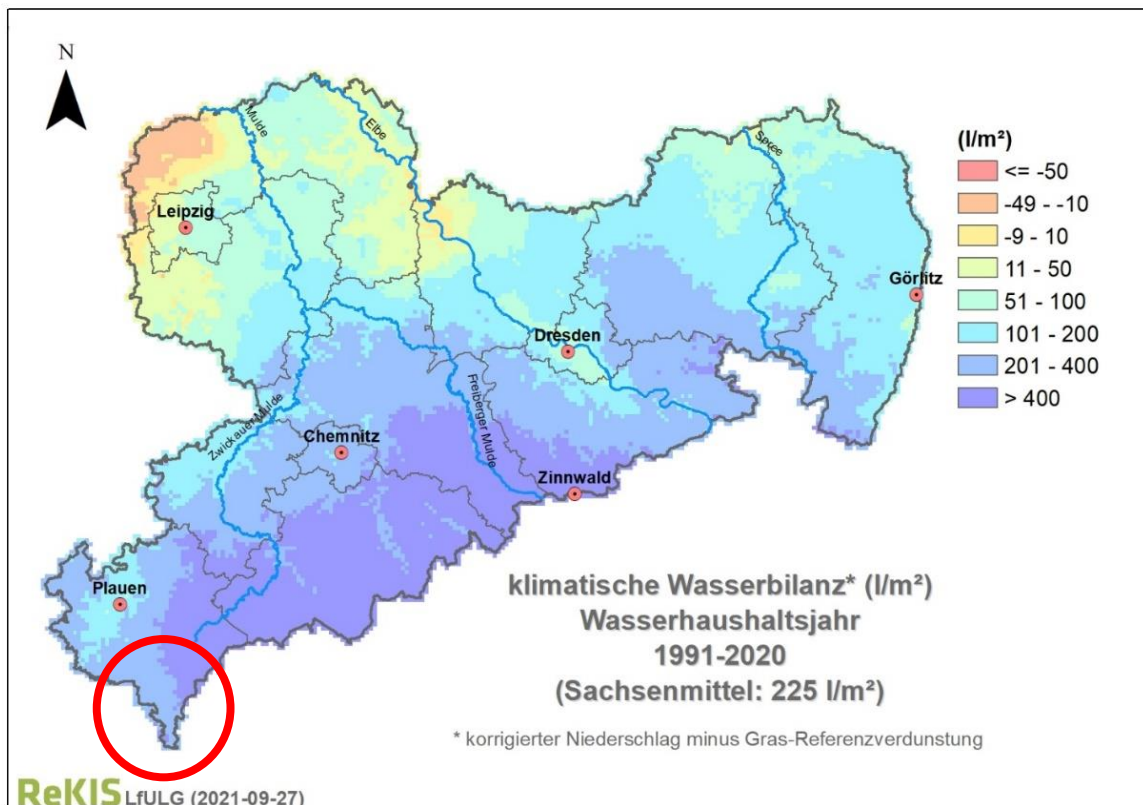 N
Mulde
Elbe
Spree
Leipzig
Görlitz
Dresden
Zwickauer Mulde
Freiberger Mulde
Chemnitz
Zinnwald
Plauen
(l/m²)
<= -50
-49 - -10
-9 - 10
11 - 50
51 - 100
101 - 200
201 - 400
> 400
klimatische Wasserbilanz* (l/m²)
Wasserhaushaltsjahr
1991-2020
(Sachsenmittel: 225 l/m²)
* korrigierter Niederschlag minus Gras-Referenzverdunstung
ReKIS LfULG (2021-09-27)